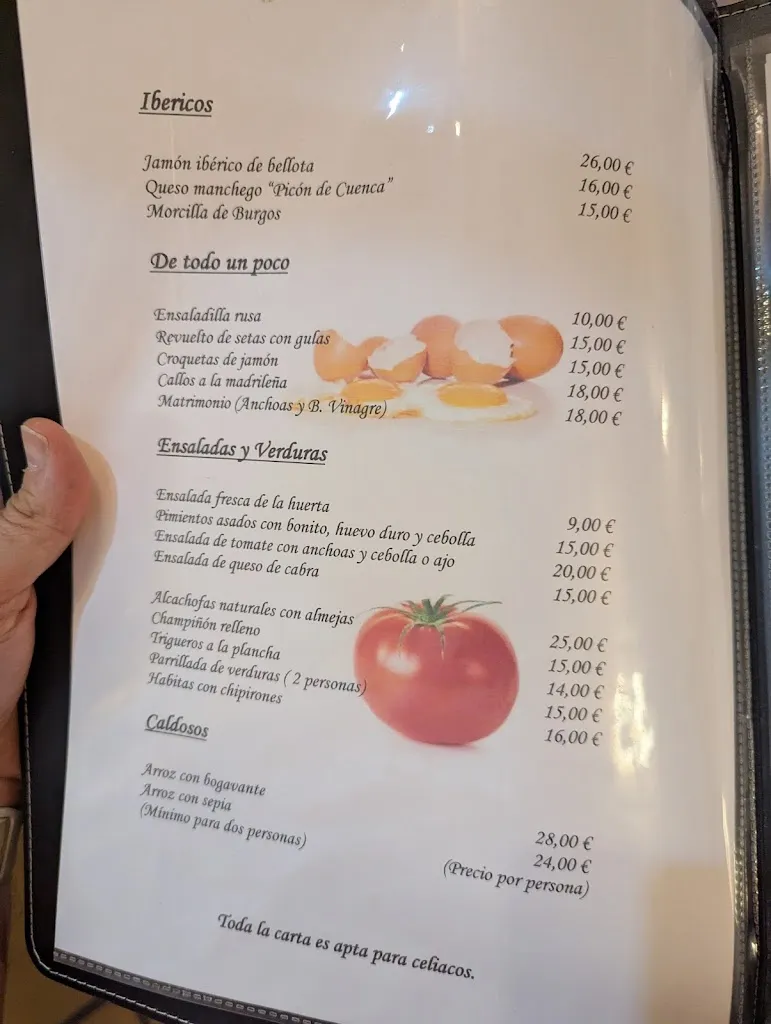 Ibericos
Jamón ibérico de bellota 26,00 €
Queso manchego "Picón de Cuenca" 16,00 €
Morcilla de Burgos 15,00 €
De todo un poco
Ensaladilla rusa 10,00 €
Revuelto de setas con gulas 15,00 €
Croquetas de jamón 15,00 €
Callos a la madrileña 18,00 €
Matrimonio (Anchoas y B. Vinagre) 18,00 €
Ensaladas y Verduras
Ensalada fresca de la huerta 9,00 €
Pimientos asados con bonito, huevo duro y cebolla 15,00 €
Ensalada de tomate con anchoas y cebolla o ajo 20,00 €
Ensalada de queso de cabra 15,00 €
Alcachofas naturales con almejas 25,00 €
Champiñón relleno 15,00 €
Trigueros a la plancha 14,00 €
Parrillada de verduras ( 2 personas) 15,00 €
Habitas con chipirones 16,00 €
Caldosos
Arroz con bogavante 28,00 €
Arroz con sepia 24,00 €
(Mínimo para dos personas) (Precio por persona)
Toda la carta es apta para celiacos.